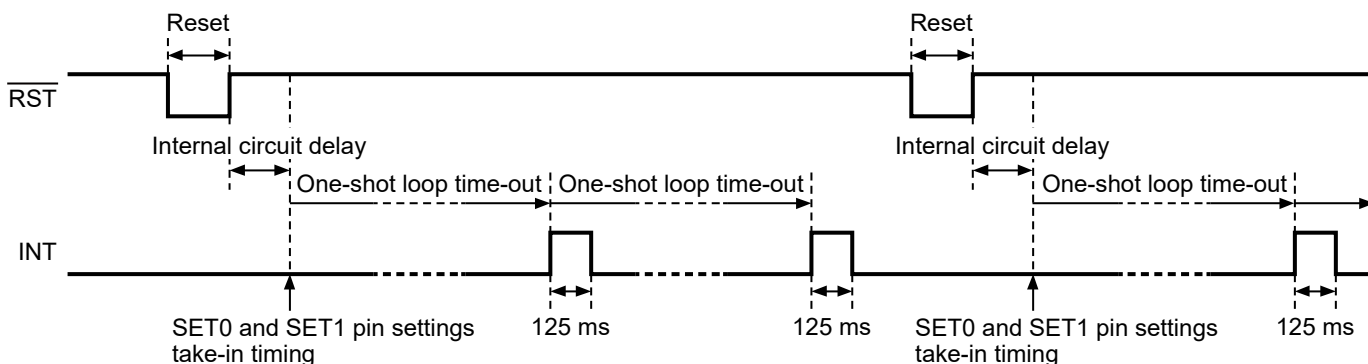 Reset
Reset
RST
Internal circuit delay
Internal circuit delay
One-shot loop time-out
One-shot loop time-out
One-shot loop time-out
INT
SET0 and SET1 pin settings
take-in timing
125 ms
125 ms
SET0 and SET1 pin settings
take-in timing
125 ms